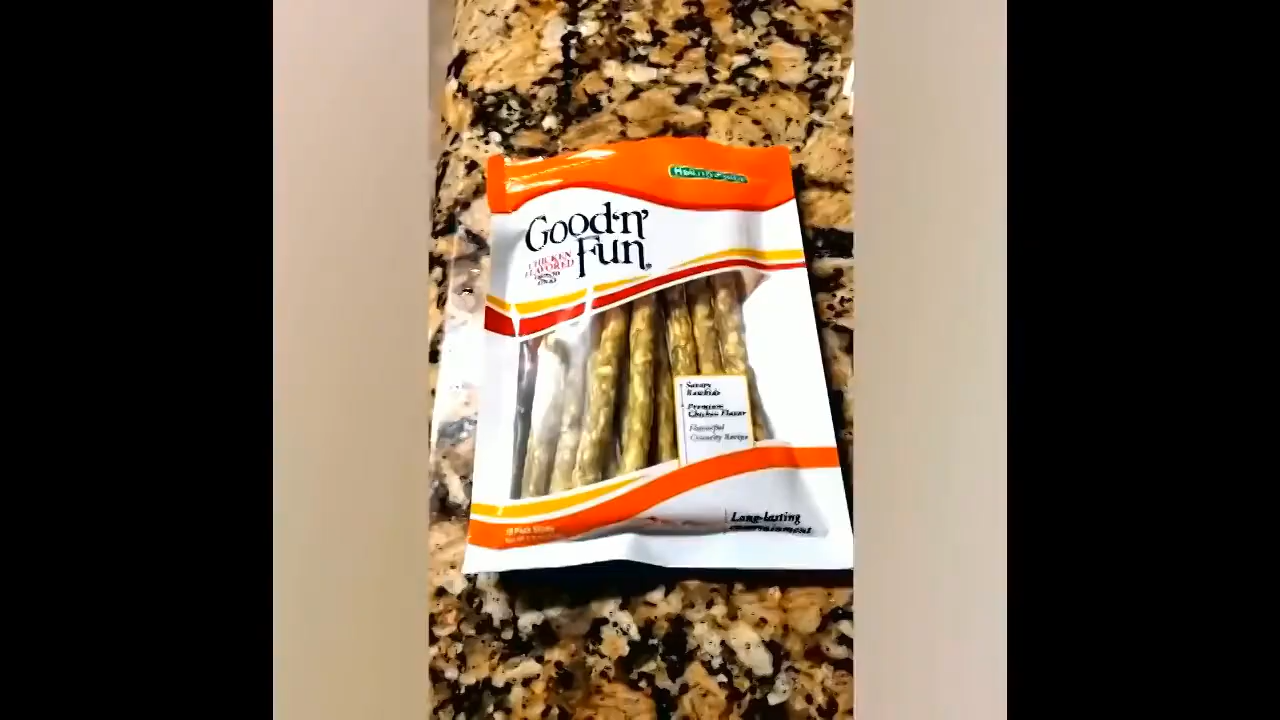 Good'n'
Fun
CHICKEN
FLAVORED
Savory
Rawhide
Premium
Chicken Flavor
Flavorful
Crunchy Recipe
Long-lasting